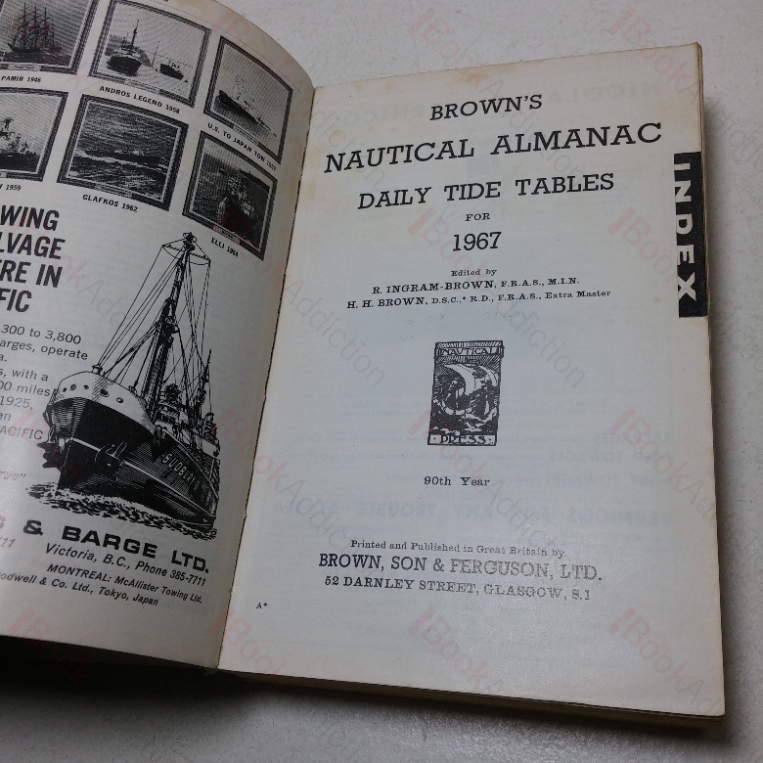 PAMIR 1946
ANDROS LEGEND 1958
U.S. TO JAPAN TOW
1959
GLAFKOS 1962
ELLI 1964
WING
LVAGE
RE IN
FIC
300 to 3,800
arges, operate
a.
s, with a
00 miles
1925,
an
ACIFIC
SUDBURY
& BARGE LTD.
Victoria, B.C., Phone 385-7711
MONTREAL: McAllister Towing Ltd.
odwell & Co. Ltd., Tokyo, Japan
BROWN'S
NAUTICAL ALMANAC
DAILY TIDE TABLES
FOR
1967
Edited by
R. INGRAM-BROWN, F.R.A.S., M.I.N.
H. H. BROWN, D.S.C.,* R.D., F.R.A.S., Extra Master
NAUTICAL
PRESS
90th Year
Printed and Published in Great Britain by
BROWN, SON & FERGUSON, LTD.
52 DARNLEY STREET, GLASGOW, S.1
A*
INDEX
iBookAddiction